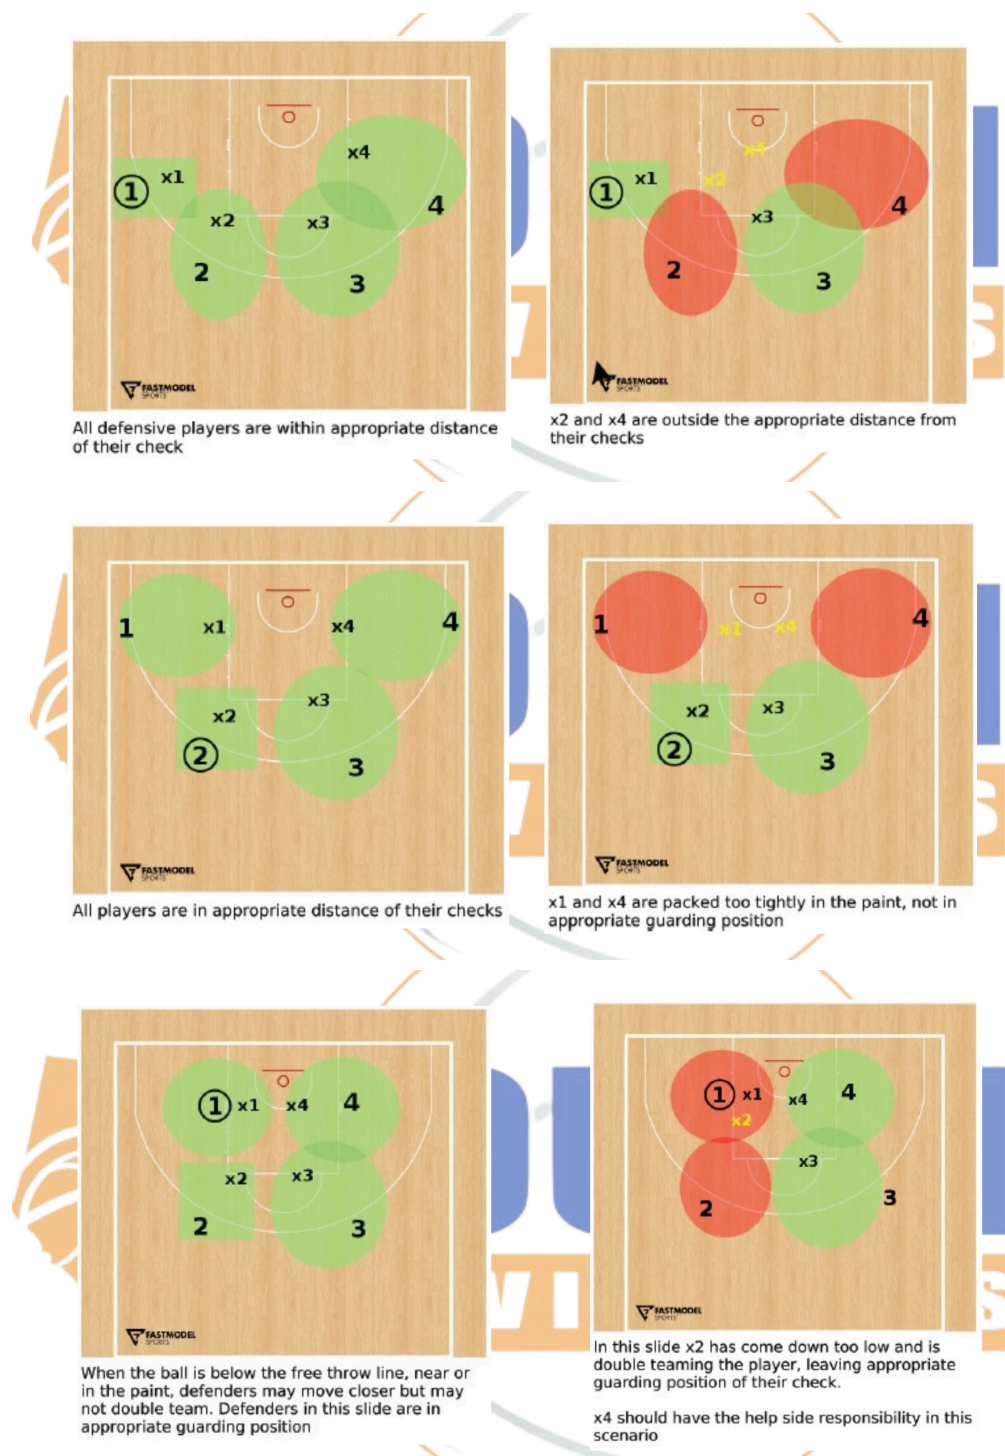 x4
x1
1
x2
x3
4
2
3
FASTMODEL
SPORTS
All defensive players are within appropriate distance
of their check
x4
x1
x2
1
4
x3
2
3
FASTMODEL
SPORTS
x2 and x4 are outside the appropriate distance from
their checks
1
x1
x4
4
x3
x2
2
3
FASTMODEL
SPORTS
All players are in appropriate distance of their checks
1
x1
x4
4
x2
x3
2
3
FASTMODEL
SPORTS
x1 and x4 are packed too tightly in the paint, not in
appropriate guarding position
1
x1
x4
4
x2
x3
2
3
FASTMODEL
SPORTS
When the ball is below the free throw line, near or
in the paint, defenders may move closer but may
not double team. Defenders in this slide are in
appropriate guarding position
1
x1
x4
4
x2
x3
2
3
FASTMODEL
SPORTS
In this slide x2 has come down too low and is
double teaming the player, leaving appropriate
guarding position of their check.
x4 should have the help side responsibility in this
scenario